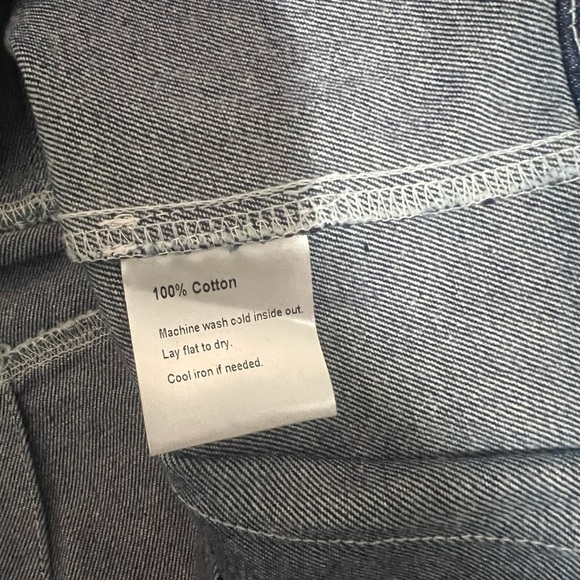 100% Cotton
Machine wash cold inside out.
Lay flat to dry.
Cool iron if needed.